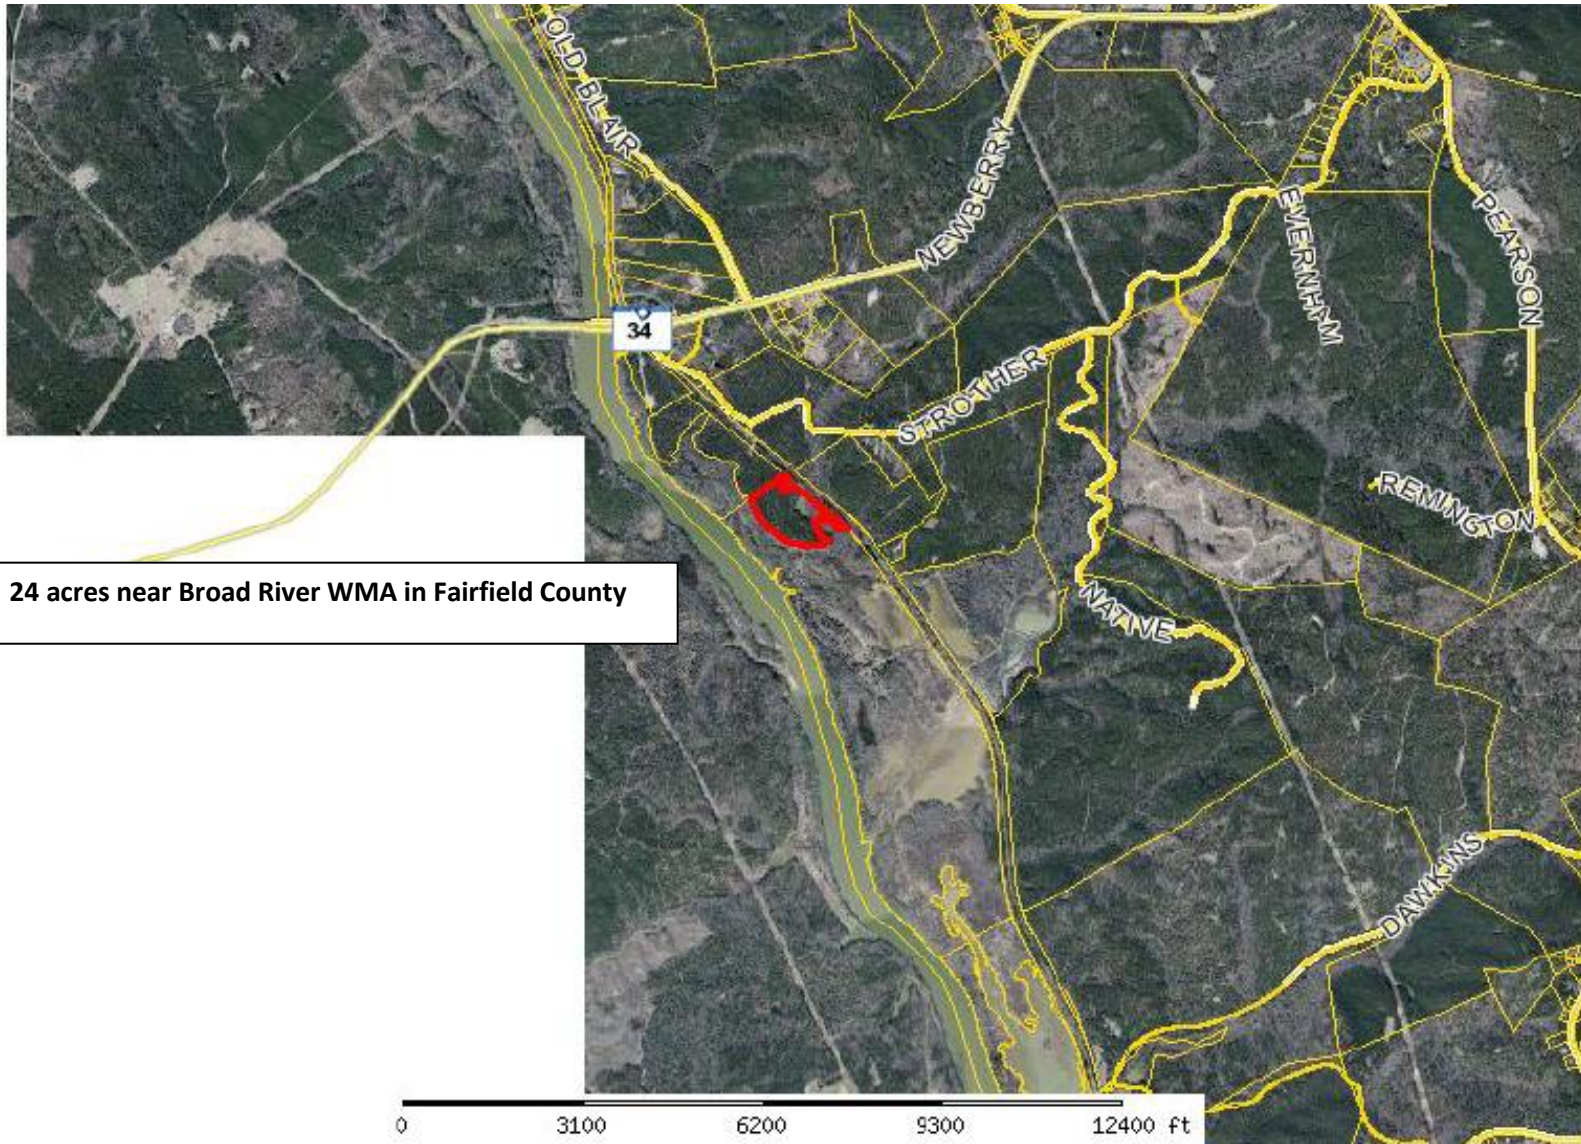 OLD BLAIR
NEWBERRY
EVERNHAM
PEARSON
34
STROTHER
REMINGTON
24 acres near Broad River WMA in Fairfield County
NATIVE
DAWKINS
0 3100 6200 9300 12400 ft